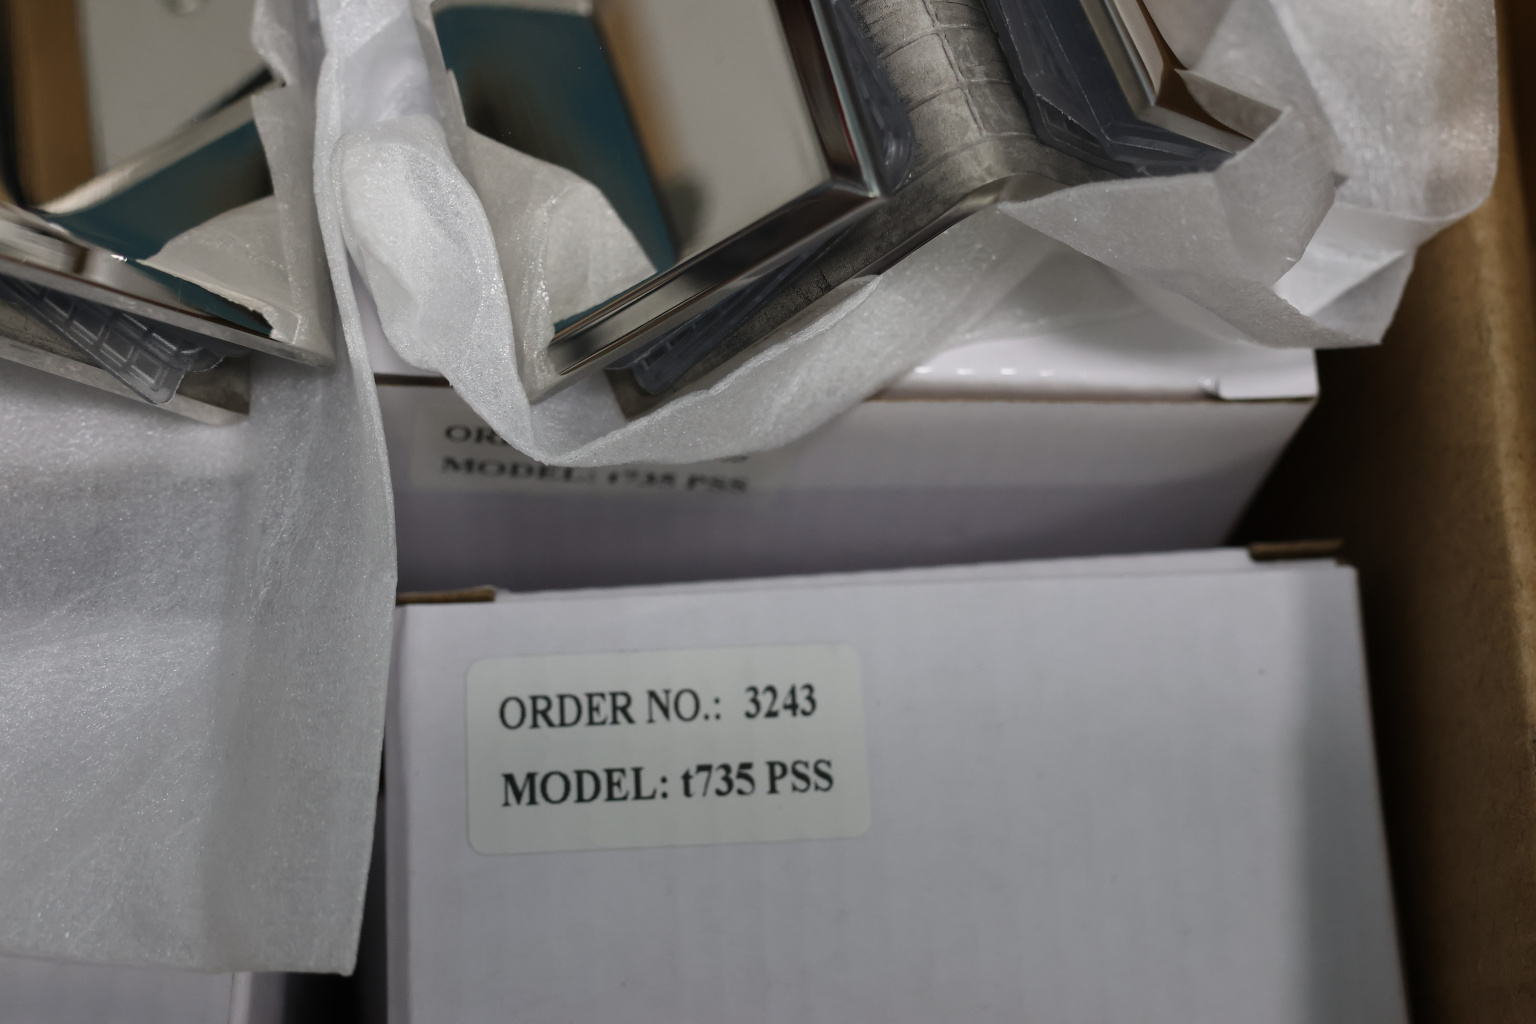 MODEL: t735 PSS
ORDER NO.: 3243
MODEL: t735 PSS